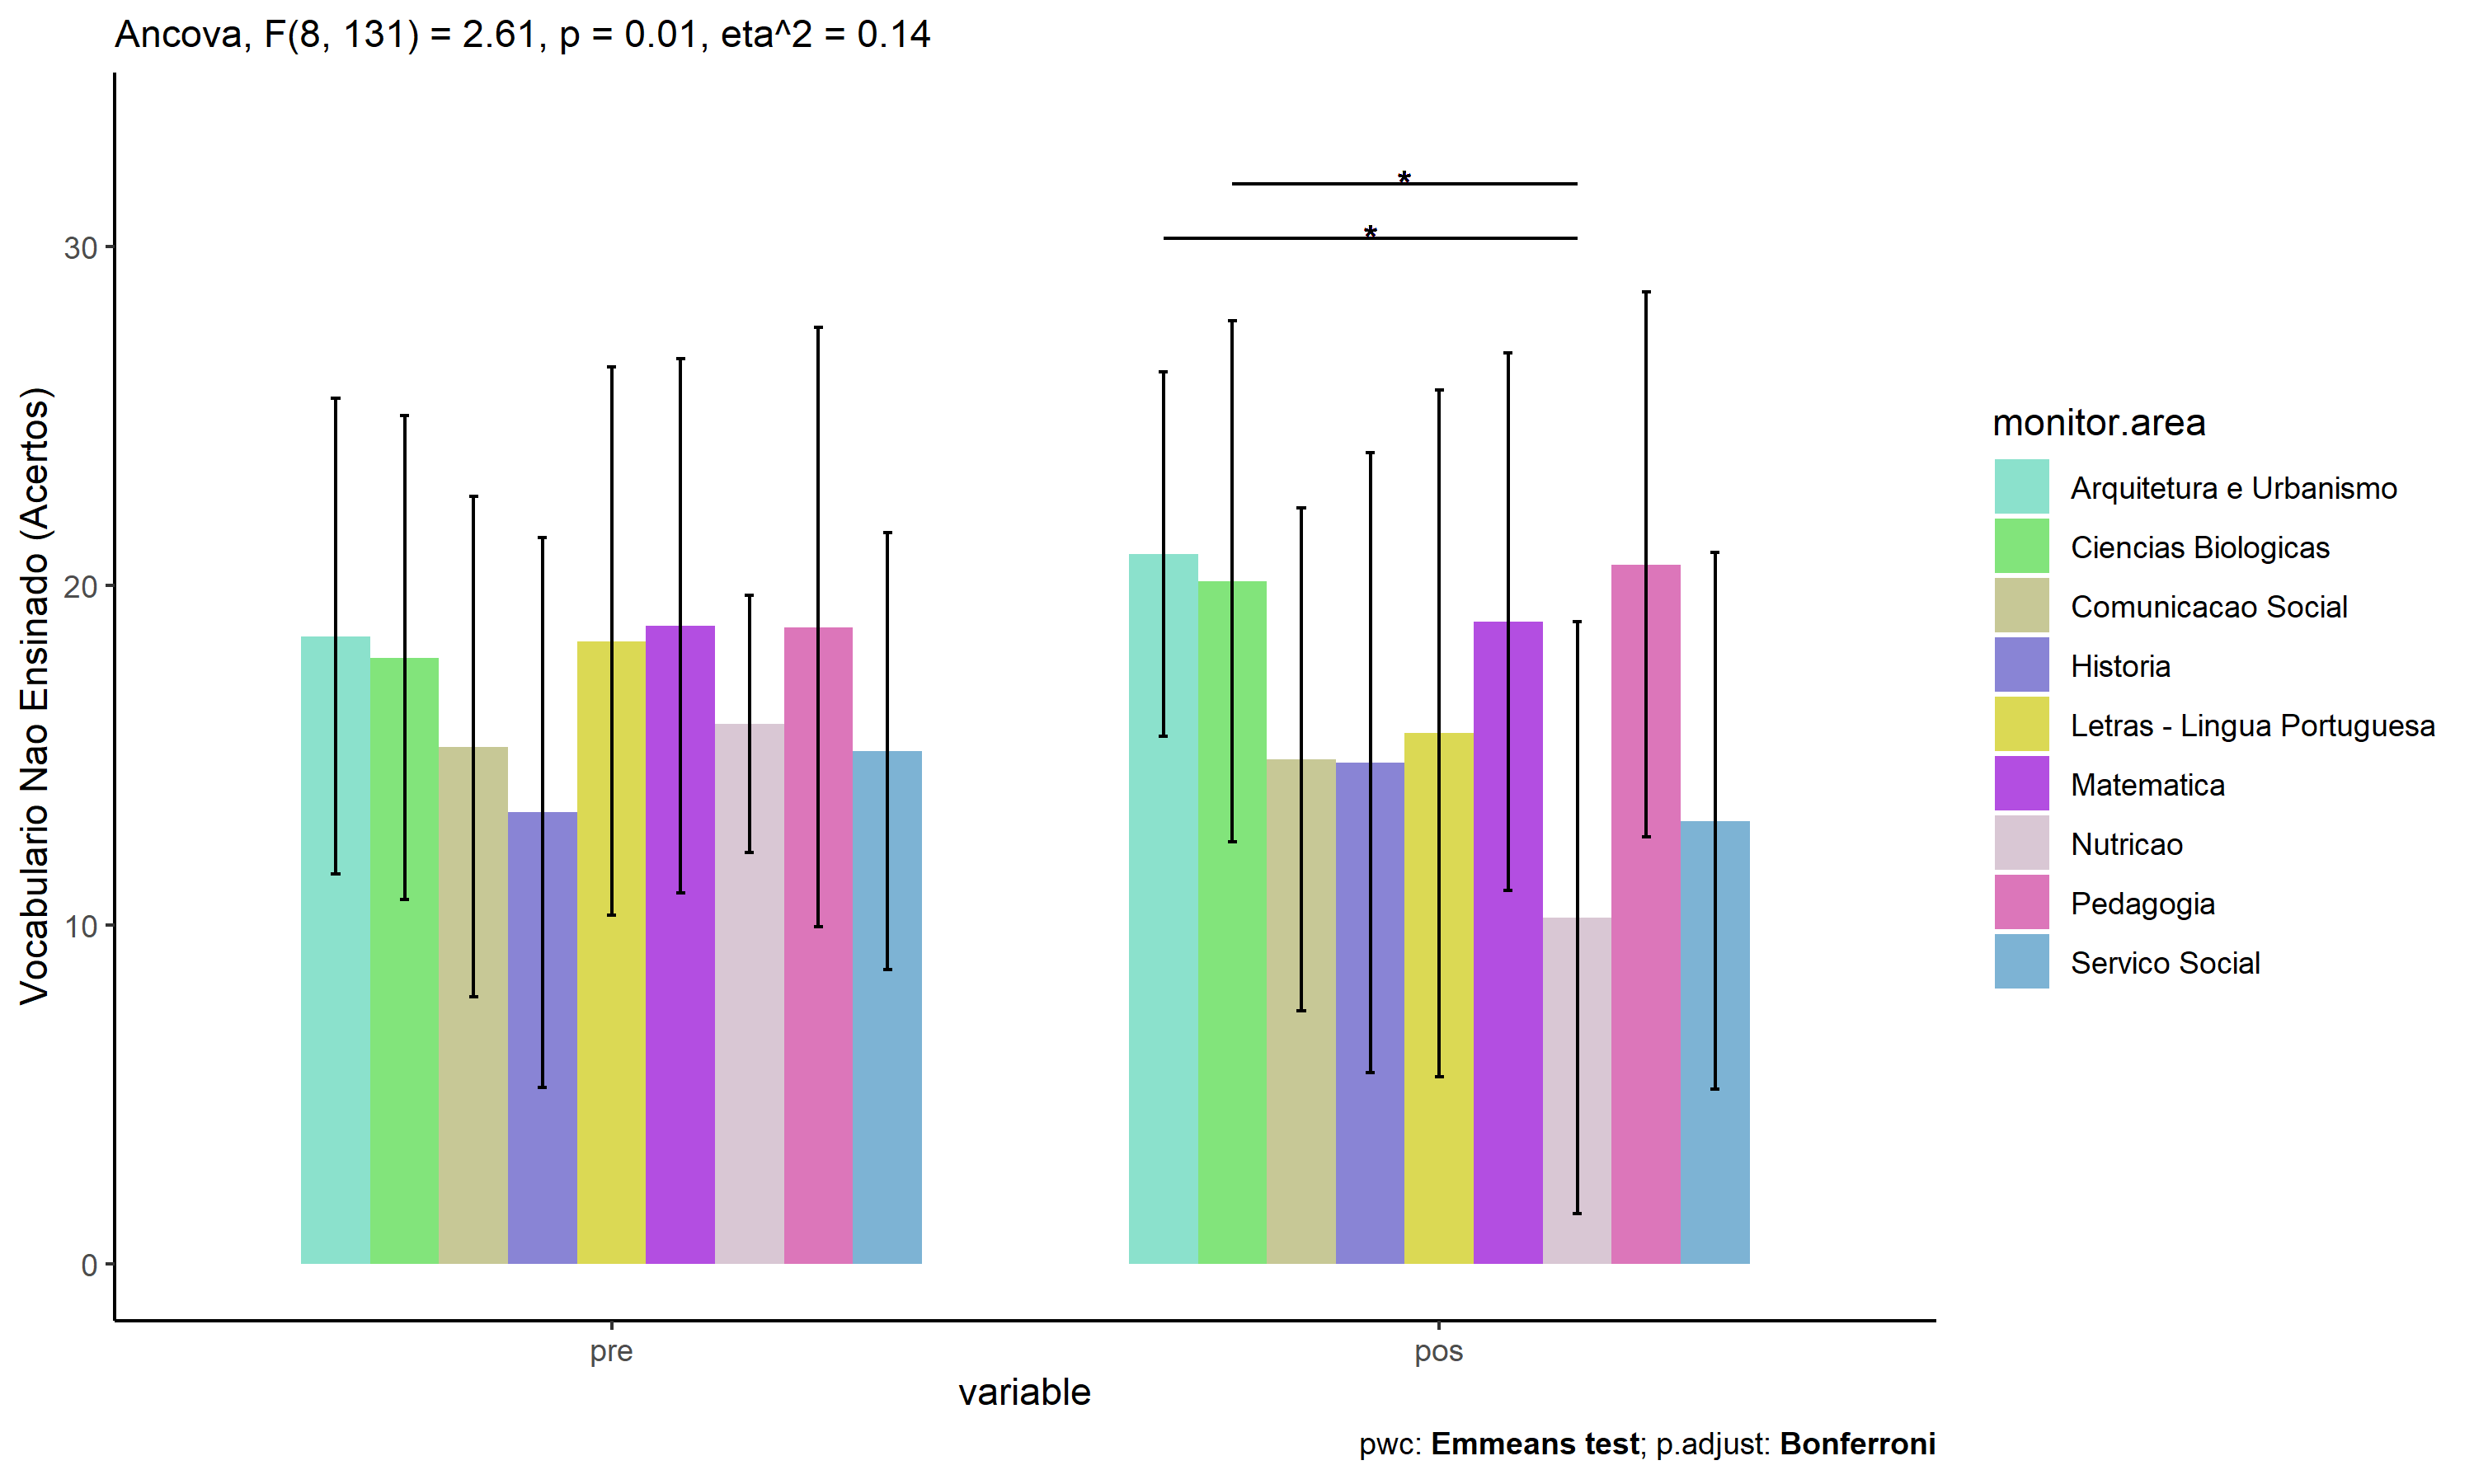 Ancova, F(8, 131) = 2.61, p = 0.01, eta^2 = 0.14
Vocabulario Nao Ensinado (Acertos)
30
20
10
0
*
*
pre
pos
variable
monitor.area
Arquitetura e Urbanismo
Ciencias Biologicas
Comunicacao Social
Historia
Letras - Lingua Portuguesa
Matematica
Nutricao
Pedagogia
Servico Social
pwc: Emmeans test; p.adjust: Bonferroni